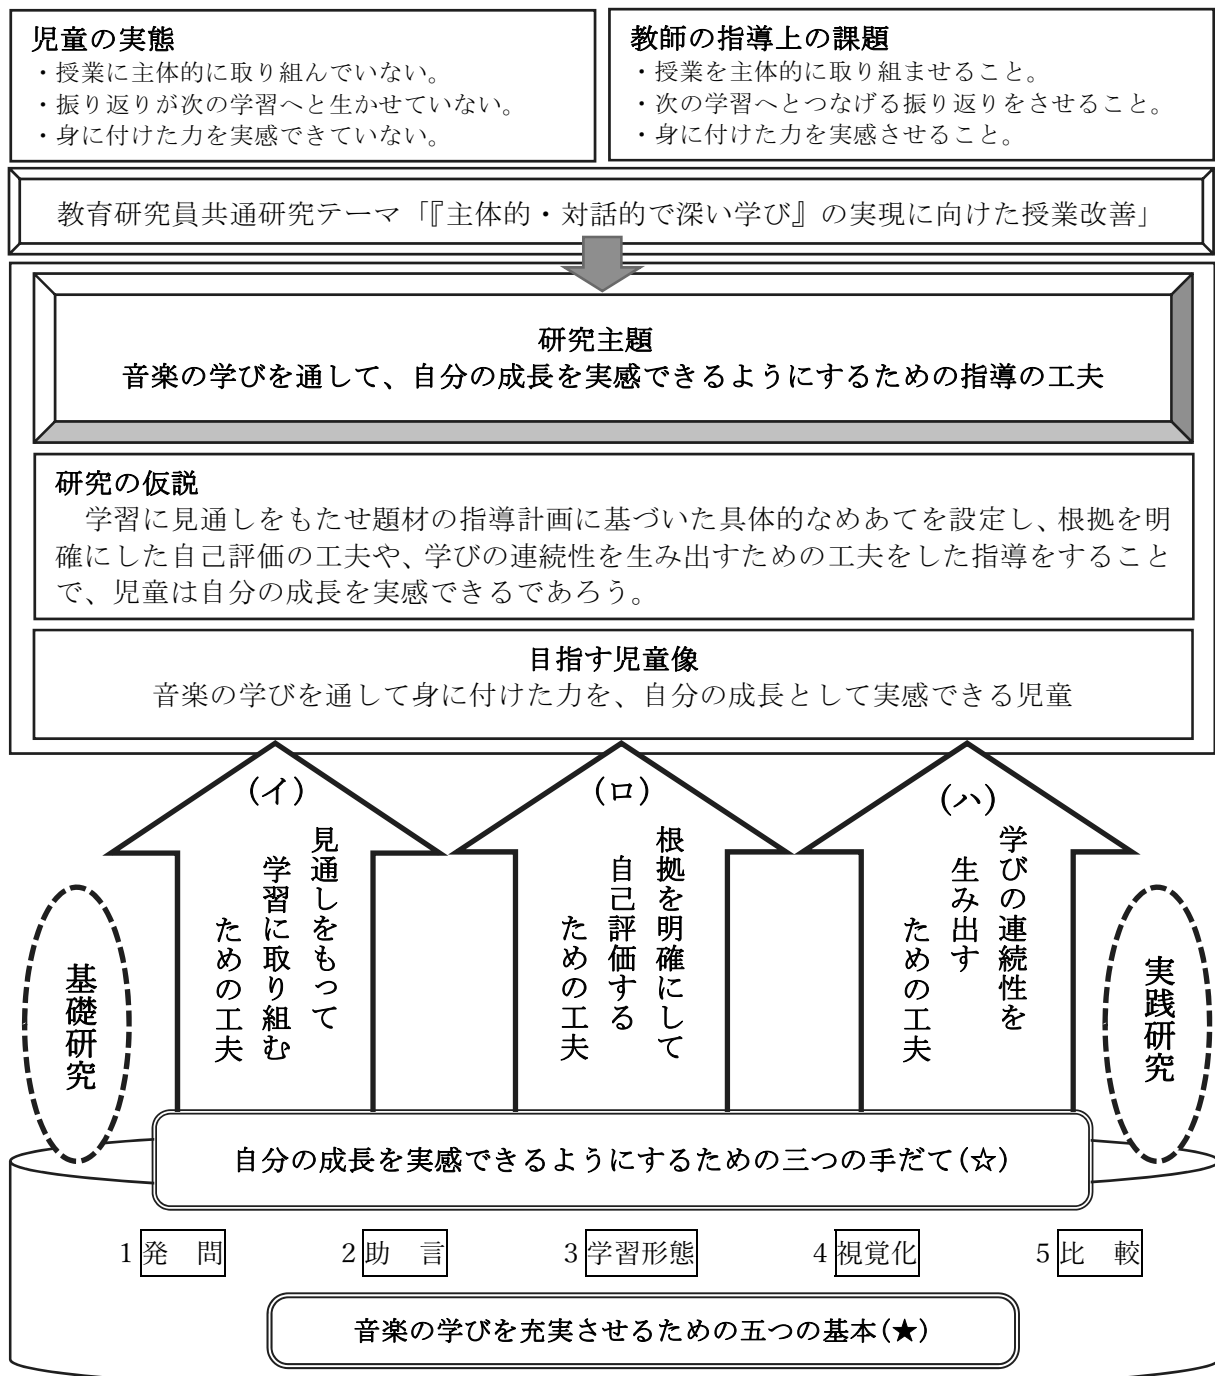 児童の実態
・授業に主体的に取り組んでいない。
・振り返りが次の学習へと生かせていない。
・身に付けた力を実感できていない。
教師の指導上の課題
・授業を主体的に取り組ませること。
・次の学習へとつなげる振り返りをさせること。
・身に付けた力を実感させること。
教育研究員共通研究テーマ「『主体的・対話的で深い学び』の実現に向けた授業改善」
研究主題
音楽の学びを通して、自分の成長を実感できるようにするための指導の工夫
研究の仮説
　学習に見通しをもたせ題材の指導計画に基づいた具体的なめあてを設定し、根拠を明
確にした自己評価の工夫や、学びの連続性を生み出すための工夫をした指導をすること
で、児童は自分の成長を実感できるであろう。
目指す児童像
音楽の学びを通して身に付けた力を、自分の成長として実感できる児童
(イ)
見通しをもって
学習に取り組む
ための工夫
(ロ)
根拠を明確にして
自己評価する
ための工夫
(ハ)
学びの連続性を
生み出す
ための工夫
基礎研究
実践研究
自分の成長を実感できるようにするための三つの手だて(☆)
1 発　問
2 助　言
3 学習形態
4 視覚化
5 比　較
音楽の学びを充実させるための五つの基本(★)